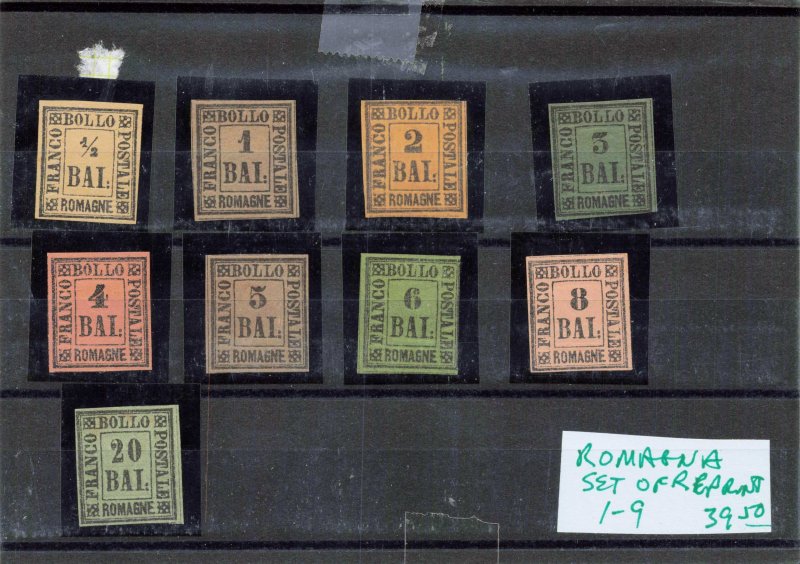 BOLLO
FRANCO
1/2
BAI.
POSTALE
ROMAGNE
BOLLO
FRANCO
1
BAI.
POSTALE
ROMAGNE
BOLLO
FRANCO
2
BAI.
POSTALE
ROMAGNE
BOLLO
FRANCO
3
BAI.
POSTALE
ROMAGNE
BOLLO
FRANCO
4
BAI.
POSTALE
ROMAGNE
BOLLO
FRANCO
5
BAI.
POSTALE
ROMAGNE
BOLLO
FRANCO
6
BAI.
POSTALE
ROMAGNE
BOLLO
FRANCO
8
BAI.
POSTALE
ROMAGNE
BOLLO
FRANCO
20
BAI.
POSTALE
ROMAGNE
ROMAGNA
SET OF REPRINT
1-9 39 50